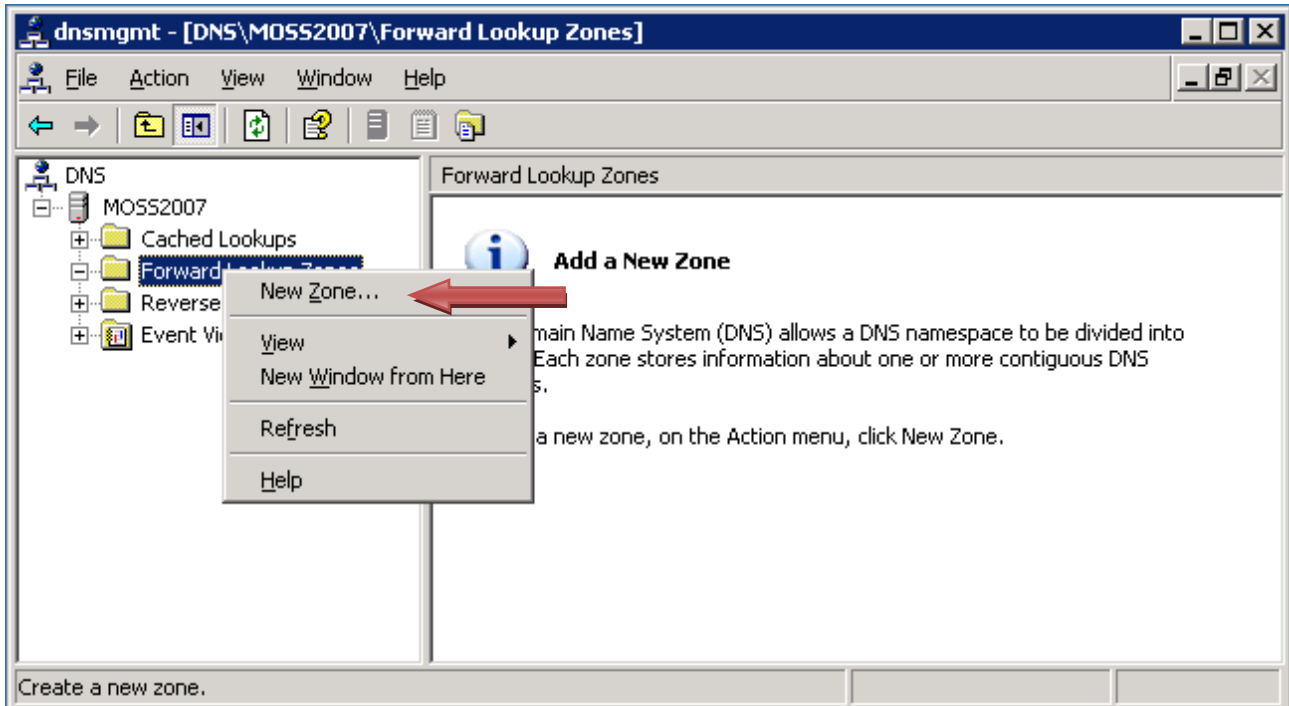 dnsmgmt - [DNS\MOSS2007\Forward Lookup Zones]
File Action View Window Help
DNS
MOSS2007
Cached Lookups
Forward Lookup Zones
Reverse
Event Vi
Forward Lookup Zones
Add a New Zone
main Name System (DNS) allows a DNS namespace to be divided into
Each zone stores information about one or more contiguous DNS
s.
a new zone, on the Action menu, click New Zone.
New Zone...
View
New Window from Here
Refresh
Help
Create a new zone.